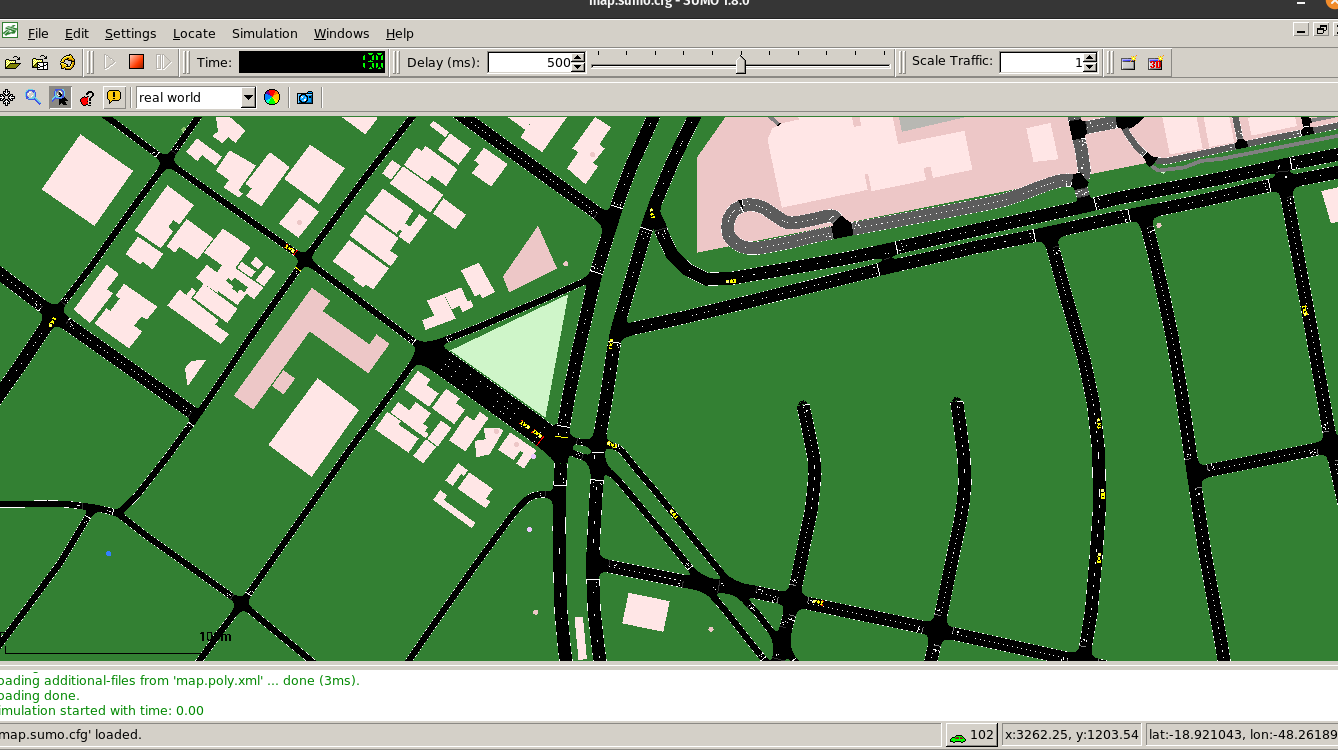 map.sumo.cfg - SUMO 1.8.0
File Edit Settings Locate Simulation Windows Help
Time: Delay (ms): 500 Scale Traffic: 1
real world
oading additional-files from 'map.poly.xml' ... done (3ms).
oading done.
imulation started with time: 0.00
map.sumo.cfg' loaded. 102 x:3262.25, y:1203.54 lat:-18.921043, lon:-48.26189